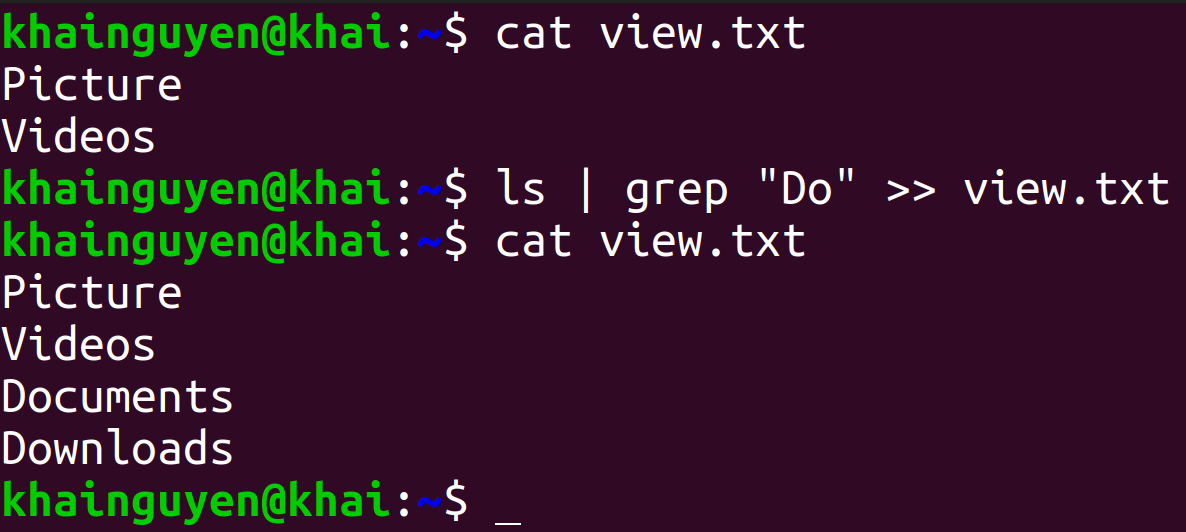 khainguyen@khai:~$ cat view.txt
Picture
Videos
khainguyen@khai:~$ ls | grep "Do" >> view.txt
khainguyen@khai:~$ cat view.txt
Picture
Videos
Documents
Downloads
khainguyen@khai:~$ _